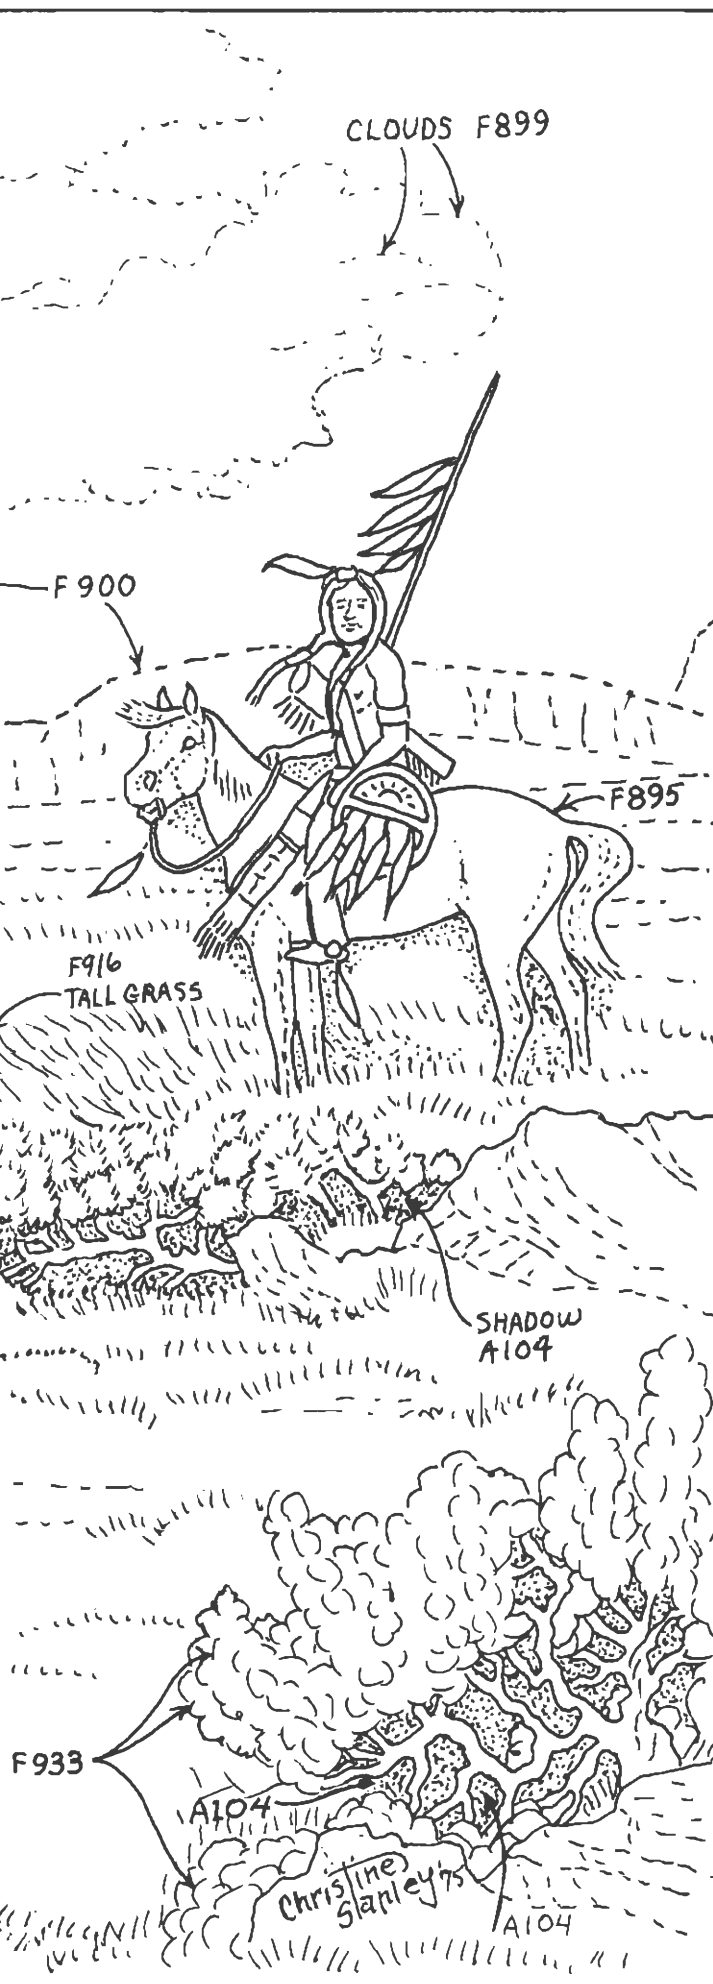 CLOUDS F899
F900
F895
F916
TALL GRASS
SHADOW
A104
F933
A104
Christine
Stapley '75
A104